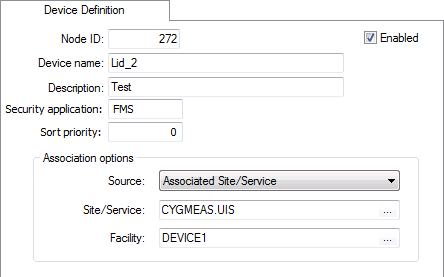 Device Definition
Node ID: 272 Enabled
Device name: Lid_2
Description: Test
Security application: FMS
Sort priority: 0
Association options
Source: Associated Site/Service
Site/Service: CYGMEAS.UIS ...
Facility: DEVICE1 ...